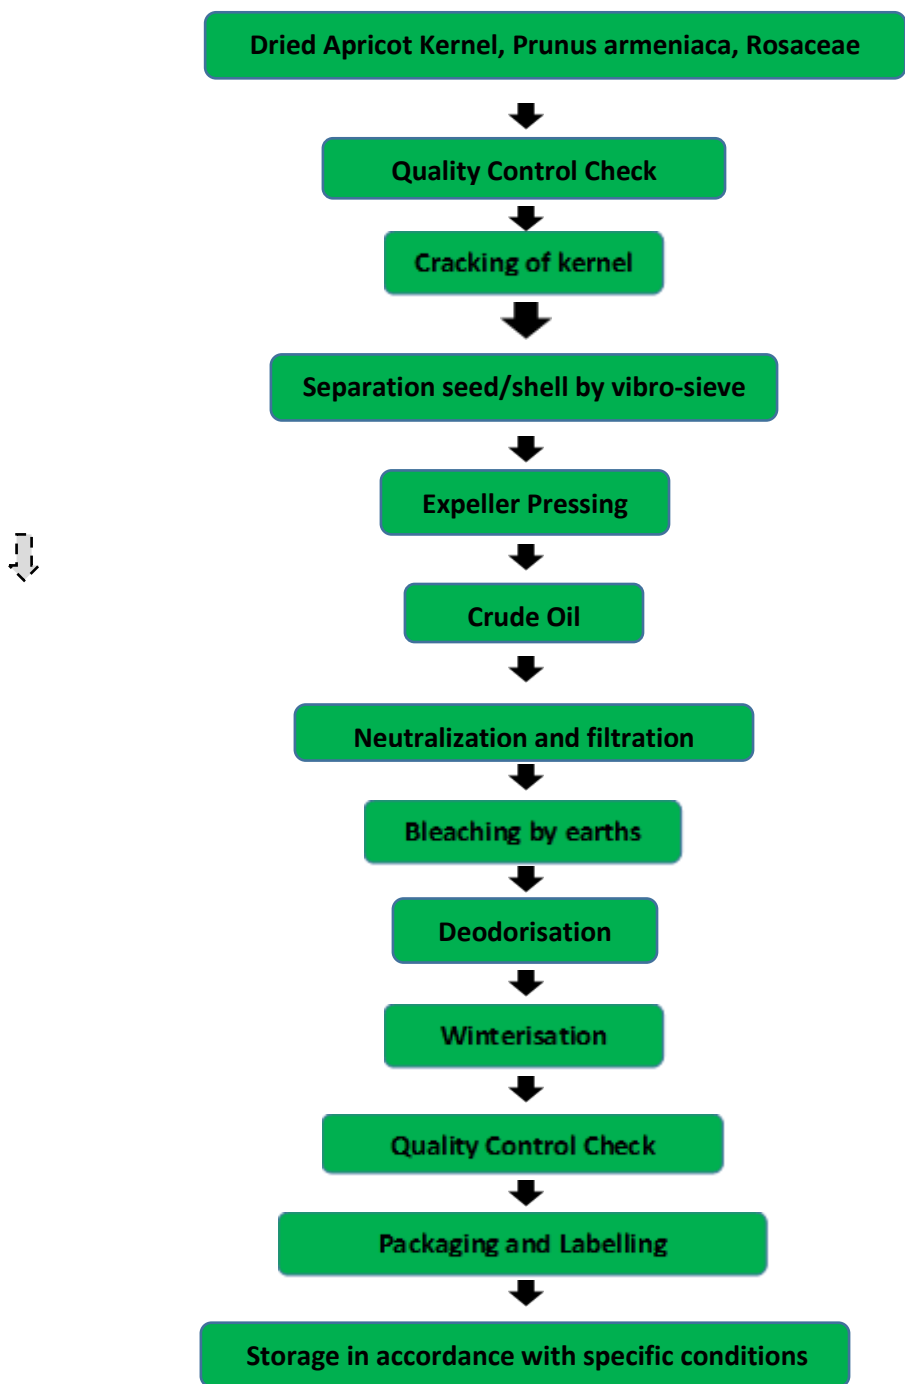 Dried Apricot Kernel, Prunus armeniaca, Rosaceae
Quality Control Check
Cracking of kernel
Separation seed/shell by vibro-sieve
Expeller Pressing
Crude Oil
Neutralization and filtration
Bleaching by earths
Deodorisation
Winterisation
Quality Control Check
Packaging and Labelling
Storage in accordance with specific conditions